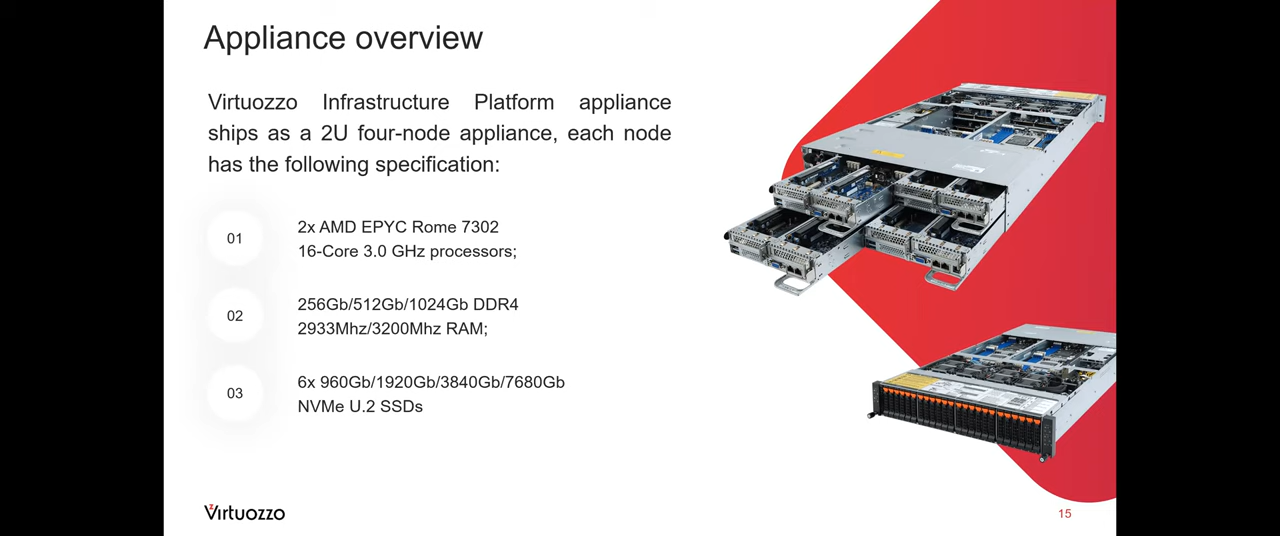 Appliance overview
Virtuozzo Infrastructure Platform appliance
ships as a 2U four-node appliance, each node
has the following specification:
01
2x AMD EPYC Rome 7302
16-Core 3.0 GHz processors;
02
256Gb/512Gb/1024Gb DDR4
2933Mhz/3200Mhz RAM;
03
6x 960Gb/1920Gb/3840Gb/7680Gb
NVMe U.2 SSDs
Virtuozzo
15